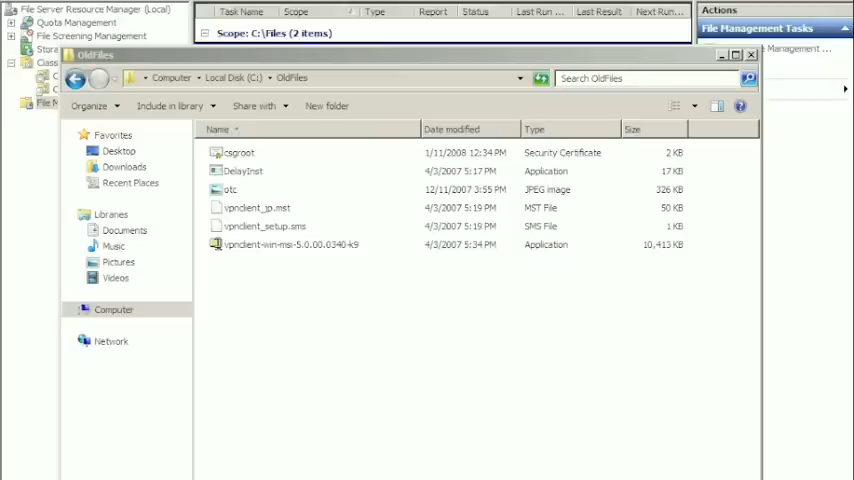 File Server Resource Manager (Local)
Quota Management
File Screening Management
Stora
Class
File M
Task Name Scope Type Report Status Last Run ... Last Result Next Run...
Scope: C:\Files (2 items)
Actions
File Management Tasks
e Management ...
OldFiles
Computer Local Disk (C:) OldFiles
Search OldFiles
Organize Include in library Share with New folder
Name Date modified Type Size
Favorites
Desktop
Downloads
Recent Places
Libraries
Documents
Music
Pictures
Videos
Computer
Network
csgroot 1/11/2008 12:34 PM Security Certificate 2 KB
DelayInst 4/3/2007 5:17 PM Application 17 KB
otc 12/11/2007 3:55 PM JPEG image 326 KB
vpnclient_jp.mst 4/3/2007 5:19 PM MST File 50 KB
vpnclient_setup.sms 4/3/2007 5:19 PM SMS File 1 KB
vpnclient-win-msi-5.0.00.0340-k9 4/3/2007 5:34 PM Application 10,413 KB